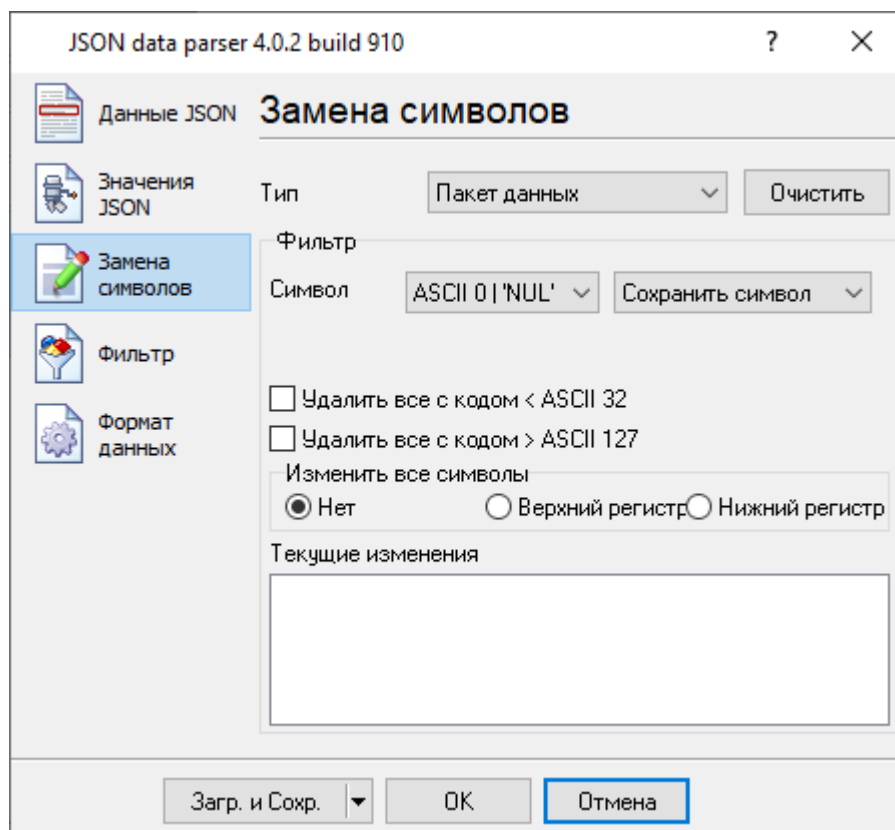 JSON data parser 4.0.2 build 910 ?
Данные JSON
Значения
JSON
Замена
символов
Фильтр
Формат
данных
Замена символов
Тип Пакет данных Очистить
Фильтр
Символ ASCII 0 | 'NUL' Сохранить символ
Удалить все с кодом < ASCII 32
Удалить все с кодом > ASCII 127
Изменить все символы
Нет Верхний регистр Нижний регистр
Текущие изменения
Загр. и Сохр. OK Отмена